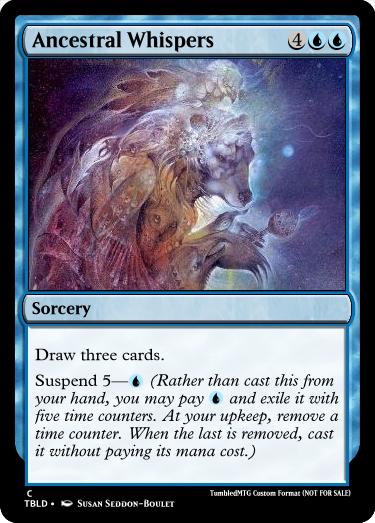 Ancestral Whispers 4
Sorcery
Draw three cards.
Suspend 5— (Rather than cast this from
your hand, you may pay and exile it with
five time counters. At your upkeep, remove a
time counter. When the last is removed, cast
it without paying its mana cost.)
C
TBLD • Susan Seddon-Boulet
TumbledMTG Custom Format (NOT FOR SALE)